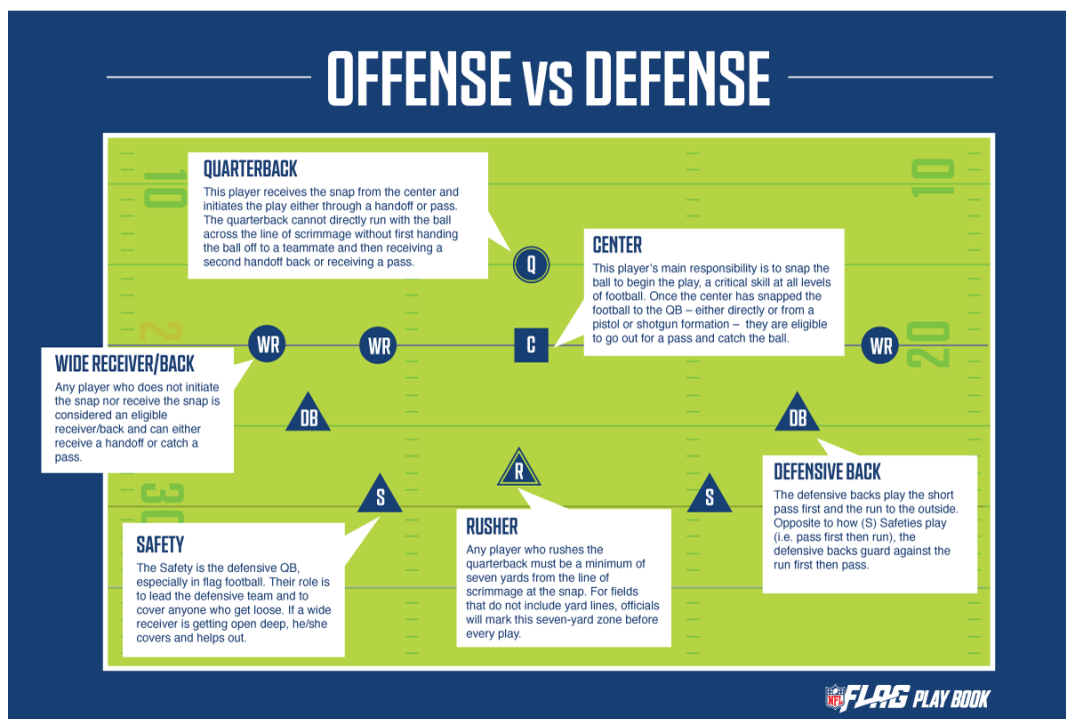 OFFENSE vs DEFENSE
10
10
QUARTERBACK
This player receives the snap from the center and
initiates the play either through a handoff or pass.
The quarterback cannot directly run with the ball
across the line of scrimmage without first handing
the ball off to a teammate and then receiving a
second handoff back or receiving a pass.
Q
CENTER
This player's main responsibility is to snap the
ball to begin the play, a critical skill at all levels
of football. Once the center has snapped the
football to the QB – either directly or from a
pistol or shotgun formation – they are eligible
to go out for a pass and catch the ball.
2
20
WR
WR
C
WR
WIDE RECEIVER/BACK
Any player who does not initiate
the snap nor receive the snap is
considered an eligible
receiver/back and can either
receive a handoff or catch a
pass.
DB
DB
S
R
S
30
DEFENSIVE BACK
The defensive backs play the short
pass first and the run to the outside.
Opposite to how (S) Safeties play
(i.e. pass first then run), the
defensive backs guard against the
run first then pass.
SAFETY
The Safety is the defensive QB,
especially in flag football. Their role is
to lead the defensive team and to
cover anyone who get loose. If a wide
receiver is getting open deep, he/she
covers and helps out.
RUSHER
Any player who rushes the
quarterback must be a minimum of
seven yards from the line of
scrimmage at the snap. For fields
that do not include yard lines, officials
will mark this seven-yard zone before
every play.
NFL FLAG PLAY BOOK